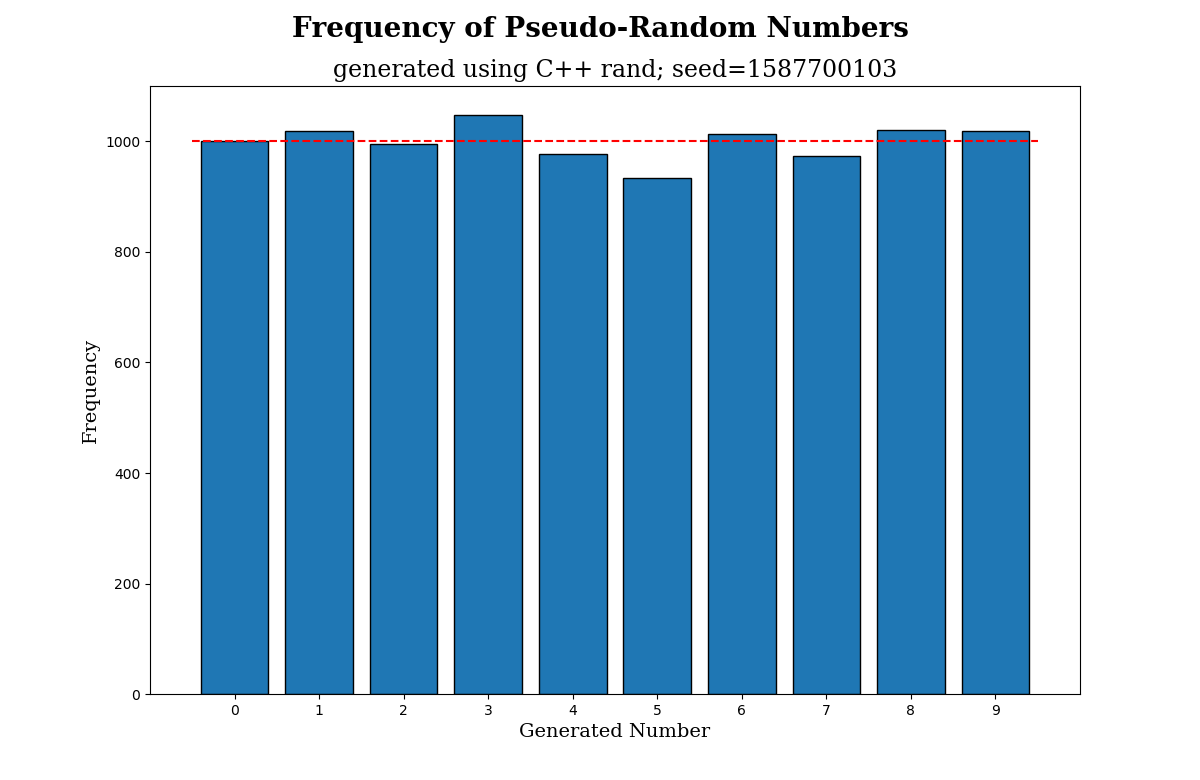 Frequency of Pseudo-Random Numbers
generated using C++ rand; seed=1587700103
1000
800
600
400
200
0
Frequency
0 1 2 3 4 5 6 7 8 9
Generated Number